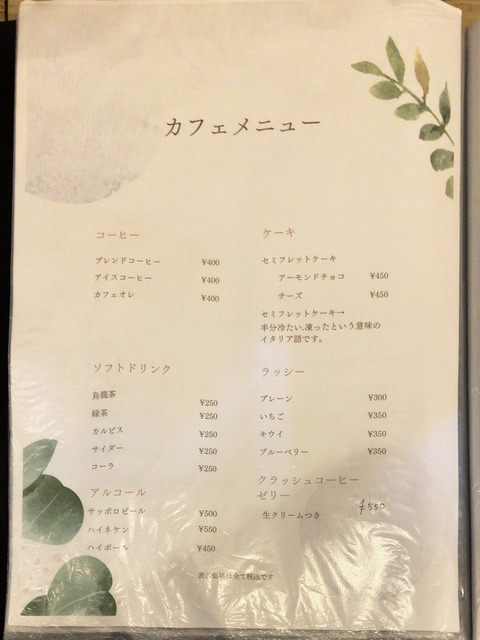 カフェメニュー
コーヒー
ブレンドコーヒー ¥400
アイスコーヒー ¥400
カフェオレ ¥400
ケーキ
セミフレットケーキ
アーモンドチョコ ¥450
チーズ ¥450
セミフレットケーキ→
半分冷たい、凍ったという意味の
イタリア語です。
ソフトドリンク
烏龍茶 ¥250
緑茶 ¥250
カルピス ¥250
サイダー ¥250
コーラ ¥250
ラッシー
プレーン ¥300
いちご ¥350
キウイ ¥350
ブルーベリー ¥350
アルコール
サッポロビール ¥500
ハイネケン ¥550
ハイボール ¥450
クラッシュコーヒー
ゼリー
生クリームつき ¥550
表の価格は全て税込です